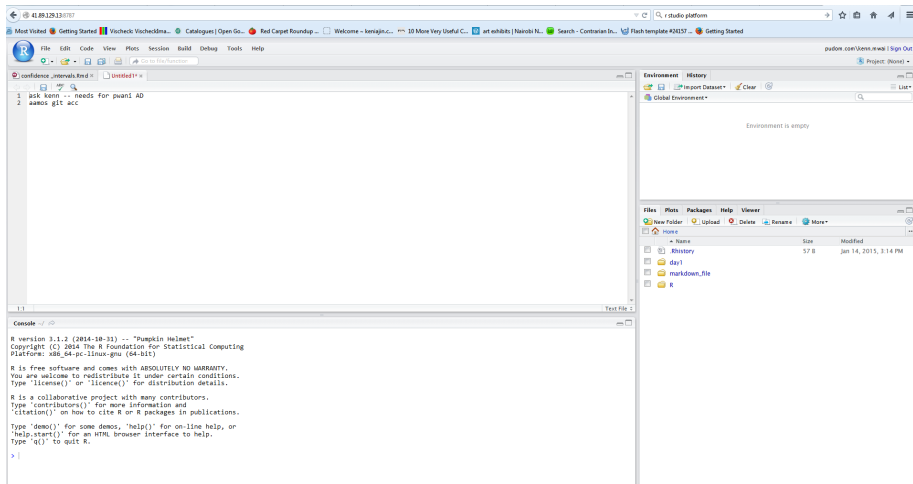 41.89.129.13:8787
r studio platform
Most Visited Getting Started Vischeck: VischeckIma... Catalogues | Open Go... Red Carpet Roundup ... Welcome ~ keniajin.c... 10 More Very Useful C... art exhibits | Nairobi N... Search - Contrarian In... Flash template #24157 ... Getting Started
File Edit Code View Plots Session Build Debug Tools Help
pudom.com\kenn.mwai | Sign Out
Go to file/function
Project: (None)
confidence _intervals.Rmd × Untitled1* ×
1 ask kenn -- needs for pwani AD
2 aamos git acc
1:1
Text File
Console ~/
R version 3.1.2 (2014-10-31) -- "Pumpkin Helmet"
Copyright (C) 2014 The R Foundation for Statistical Computing
Platform: x86_64-pc-linux-gnu (64-bit)
R is free software and comes with ABSOLUTELY NO WARRANTY.
You are welcome to redistribute it under certain conditions.
Type 'license()' or 'licence()' for distribution details.
R is a collaborative project with many contributors.
Type 'contributors()' for more information and
'citation()' on how to cite R or R packages in publications.
Type 'demo()' for some demos, 'help()' for on-line help, or
'help.start()' for an HTML browser interface to help.
Type 'q()' to quit R.
>
Environment History
Import Dataset Clear
List
Global Environment
Environment is empty
Files Plots Packages Help Viewer
New Folder Upload Delete Rename More
Home
Name Size Modified
.Rhistory 57 B Jan 14, 2015, 3:14 PM
day1
markdown_file
R